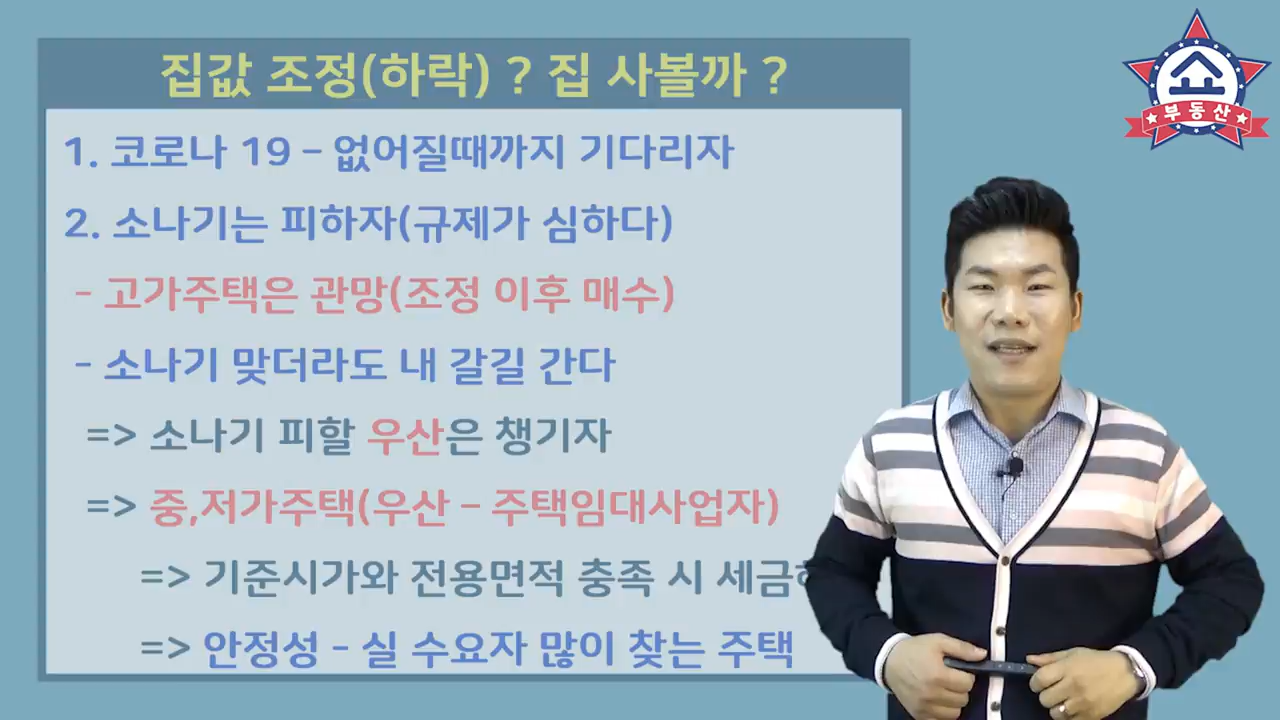 집값 조정(하락) ? 집 사볼까 ?
1. 코로나 19 - 없어질때까지 기다리자
2. 소나기는 피하자(규제가 심하다)
- 고가주택은 관망(조정 이후 매수)
- 소나기 맞더라도 내 갈길 간다
=> 소나기 피할 우산은 챙기자
=> 중,저가주택(우산 - 주택임대사업자)
=> 기준시가와 전용면적 충족 시
=> 안정성 - 실 수요자 많이 찾는 주택
부동산